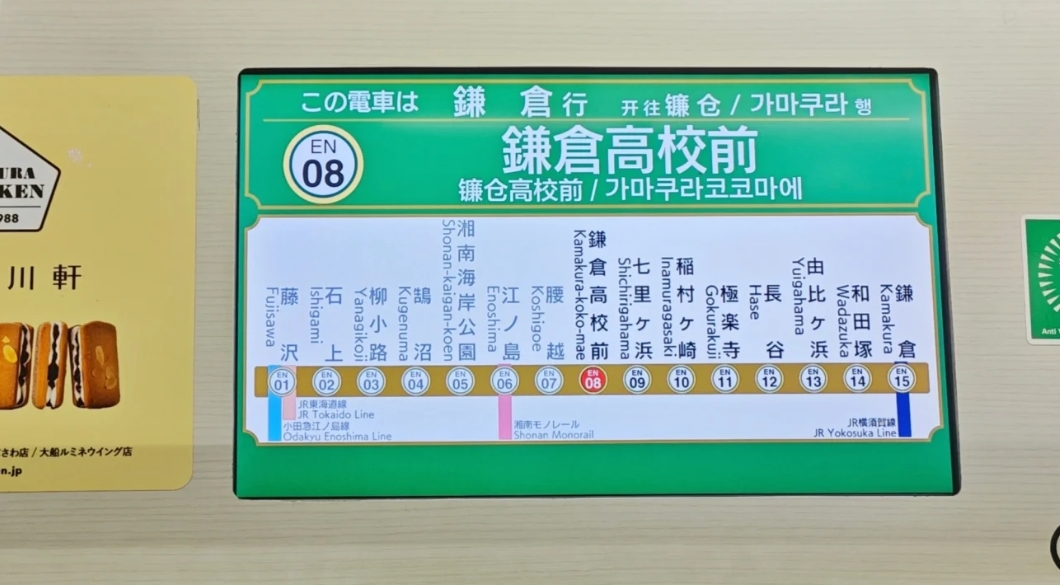 URA
KEN
988
川軒
さわ店 / 大船ルミネウイング店
n.jp
この電車は 鎌倉行 开往镰仓 / 가마쿠라 행
EN
08
鎌倉高校前
镰仓高校前 / 가마쿠라코코마에
藤沢
Fujisawa
石上
Ishigami
柳小路
Yanagikoji
鵠沼
Kugenuma
湘南海岸公園
Shonan-kaigan-koen
江ノ島
Enoshima
腰越
Koshigoe
鎌倉高校前
Kamakura-koko-mae
七里ヶ浜
Shichirigahama
稲村ヶ崎
Inamuragasaki
極楽寺
Gokurakuji
長谷
Hase
由比ヶ浜
Yuigahama
和田塚
Wadazuka
鎌倉
Kamakura
EN 01
EN 02
EN 03
EN 04
EN 05
EN 06
EN 07
EN 08
EN 09
EN 10
EN 11
EN 12
EN 13
EN 14
EN 15
JR東海道線
JR Tokaido Line
小田急江ノ島線
Odakyu Enoshima Line
湘南モノレール
Shonan Monorail
JR横須賀線
JR Yokosuka Line
Anti